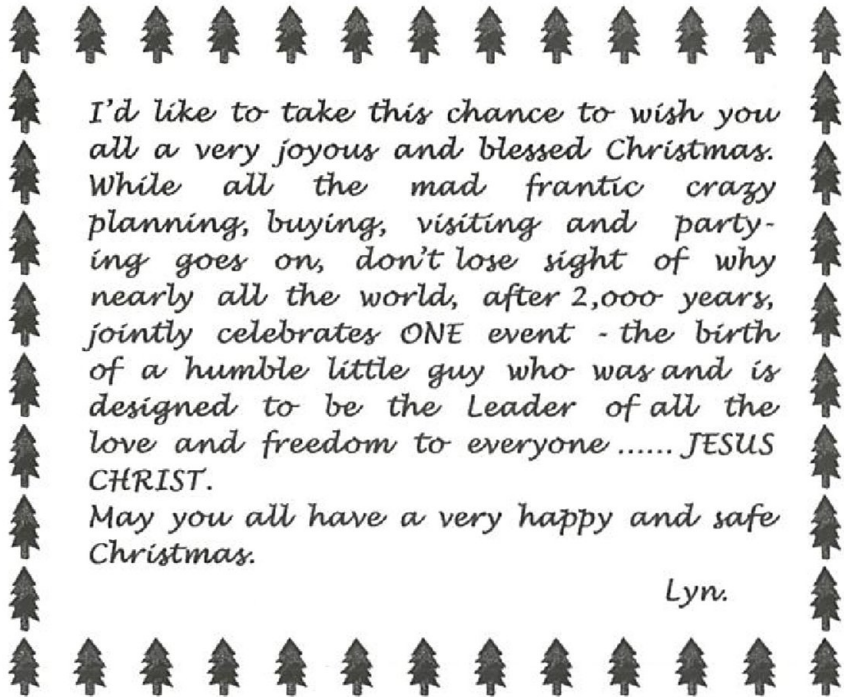 I'd like to take this chance to wish you
all a very joyous and blessed Christmas.
While all the mad frantic crazy
planning, buying, visiting and party-
ing goes on, don't lose sight of why
nearly all the world, after 2,000 years,
jointly celebrates ONE event - the birth
of a humble little guy who was and is
designed to be the Leader of all the
love and freedom to everyone ...... JESUS
CHRIST.
May you all have a very happy and safe
Christmas.
Lyn.